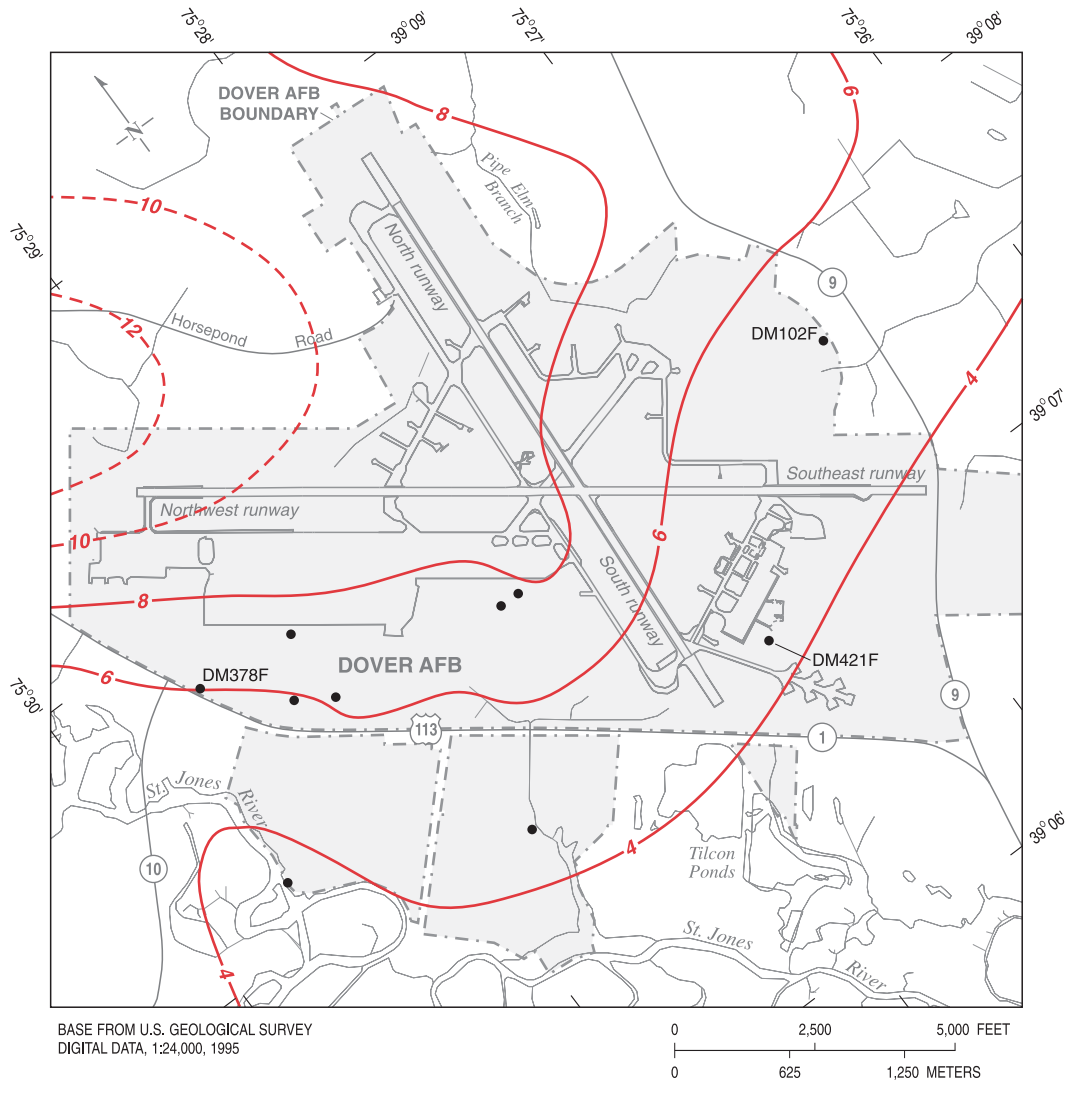 75°28'
39°09'
75°27'
75°26'
39°08'
DOVER AFB
BOUNDARY
N
8
6
Pipe Elm
Branch
10
75°29'
North runway
9
12
Horsepond
Road
DM102F
4
39°07'
Southeast runway
Northwest runway
10
6
South runway
8
DOVER AFB
DM421F
DM378F
6
75°30'
9
113
1
St. Jones
River
39°06'
4
Tilcon
Ponds
10
St. Jones
River
4
BASE FROM U.S. GEOLOGICAL SURVEY
DIGITAL DATA, 1:24,000, 1995
0 2,500 5,000 FEET
0 625 1,250 METERS